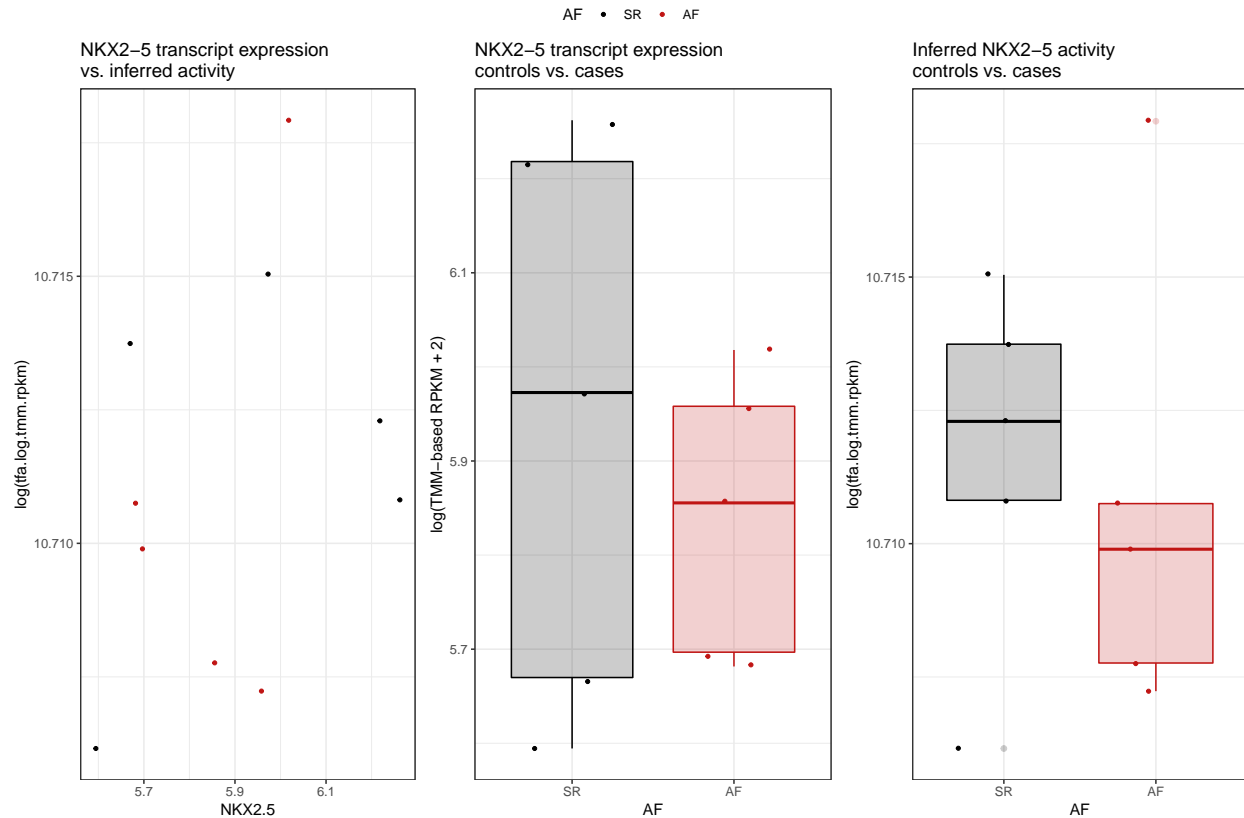 AF SR AF
NKX2−5 transcript expression
vs. inferred activity
log(tfa.log.tmm.rpkm)
10.715
10.710
5.7 5.9 6.1
NKX2.5
NKX2−5 transcript expression
controls vs. cases
log(TMM−based RPKM + 2)
6.1
5.9
5.7
SR AF
AF
Inferred NKX2−5 activity
controls vs. cases
log(tfa.log.tmm.rpkm)
10.715
10.710
SR AF
AF